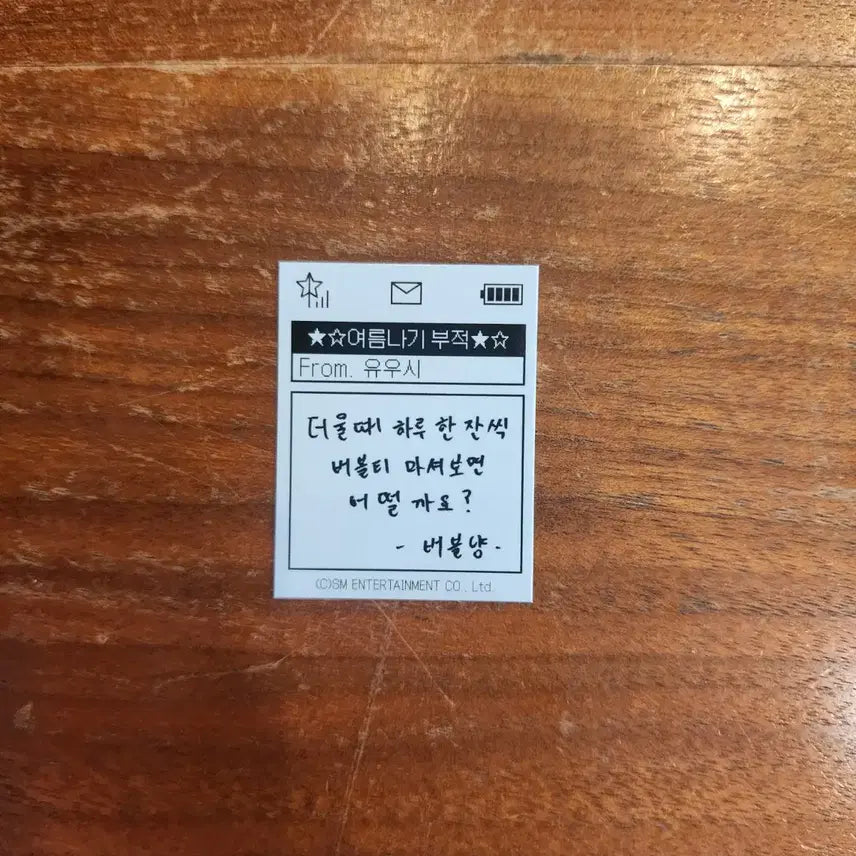 ★☆여름나기 부적★☆
From. 유우시
더울때 하루 한 잔씩
버블티 마셔보면
어떨까요?
- 버블냥 -
(C)SM ENTERTAINMENT CO., Ltd.